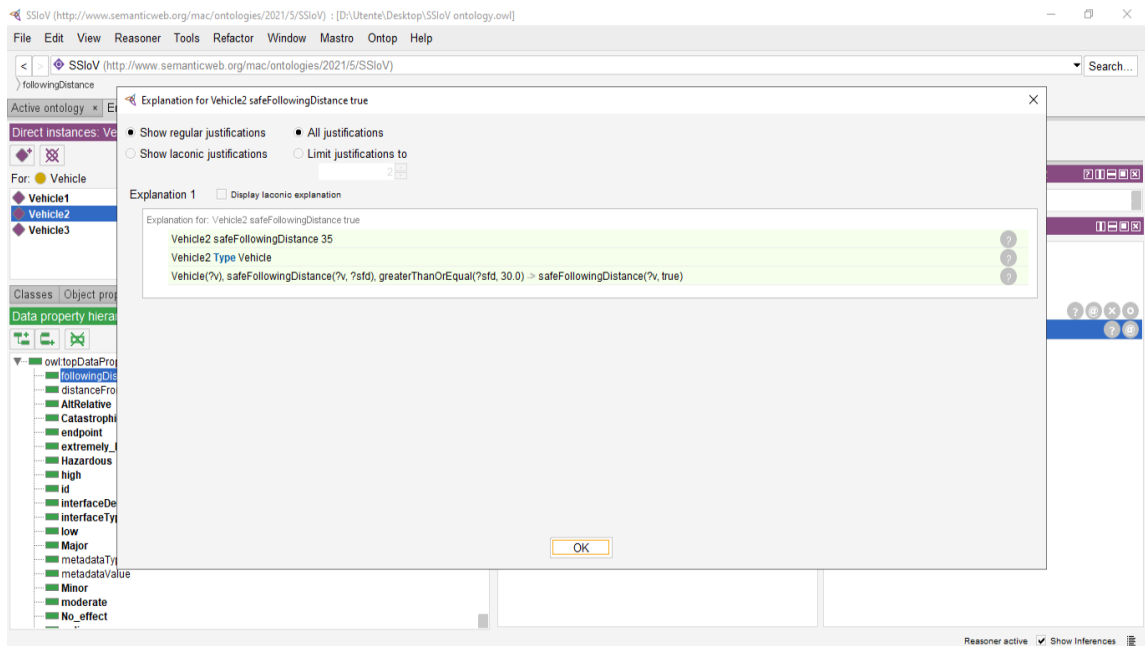 SSIoV (http://www.semanticweb.org/mac/ontologies/2021/5/SSIoV) : [D:\Utente\Desktop\SSIoV ontology.owl]
File Edit View Reasoner Tools Refactor Window Mastro Ontop Help
< > SSIoV (http://www.semanticweb.org/mac/ontologies/2021/5/SSIoV) Search...
followingDistance
Explanation for Vehicle2 safeFollowingDistance true
Active ontology ×
Direct instances:
For: Vehicle
Vehicle1
Vehicle2
Vehicle3
Show regular justifications All justifications
Show laconic justifications Limit justifications to
2
Explanation 1 Display laconic explanation
Explanation for: Vehicle2 safeFollowingDistance true
Vehicle2 safeFollowingDistance 35
Vehicle2 Type Vehicle
Vehicle(?v), safeFollowingDistance(?v, ?sfd), greaterThanOrEqual(?sfd, 30.0) -> safeFollowingDistance(?v, true)
OK
Classes Object prop
Data property hierar
owl:topDataProp
followingDis
distanceFro
AltRelative
Catastrophi
endpoint
extremely_
Hazardous
high
id
interfaceDe
interfaceTy
low
Major
metadataTy
metadataValue
Minor
moderate
No_effect
Reasoner active Show Inferences